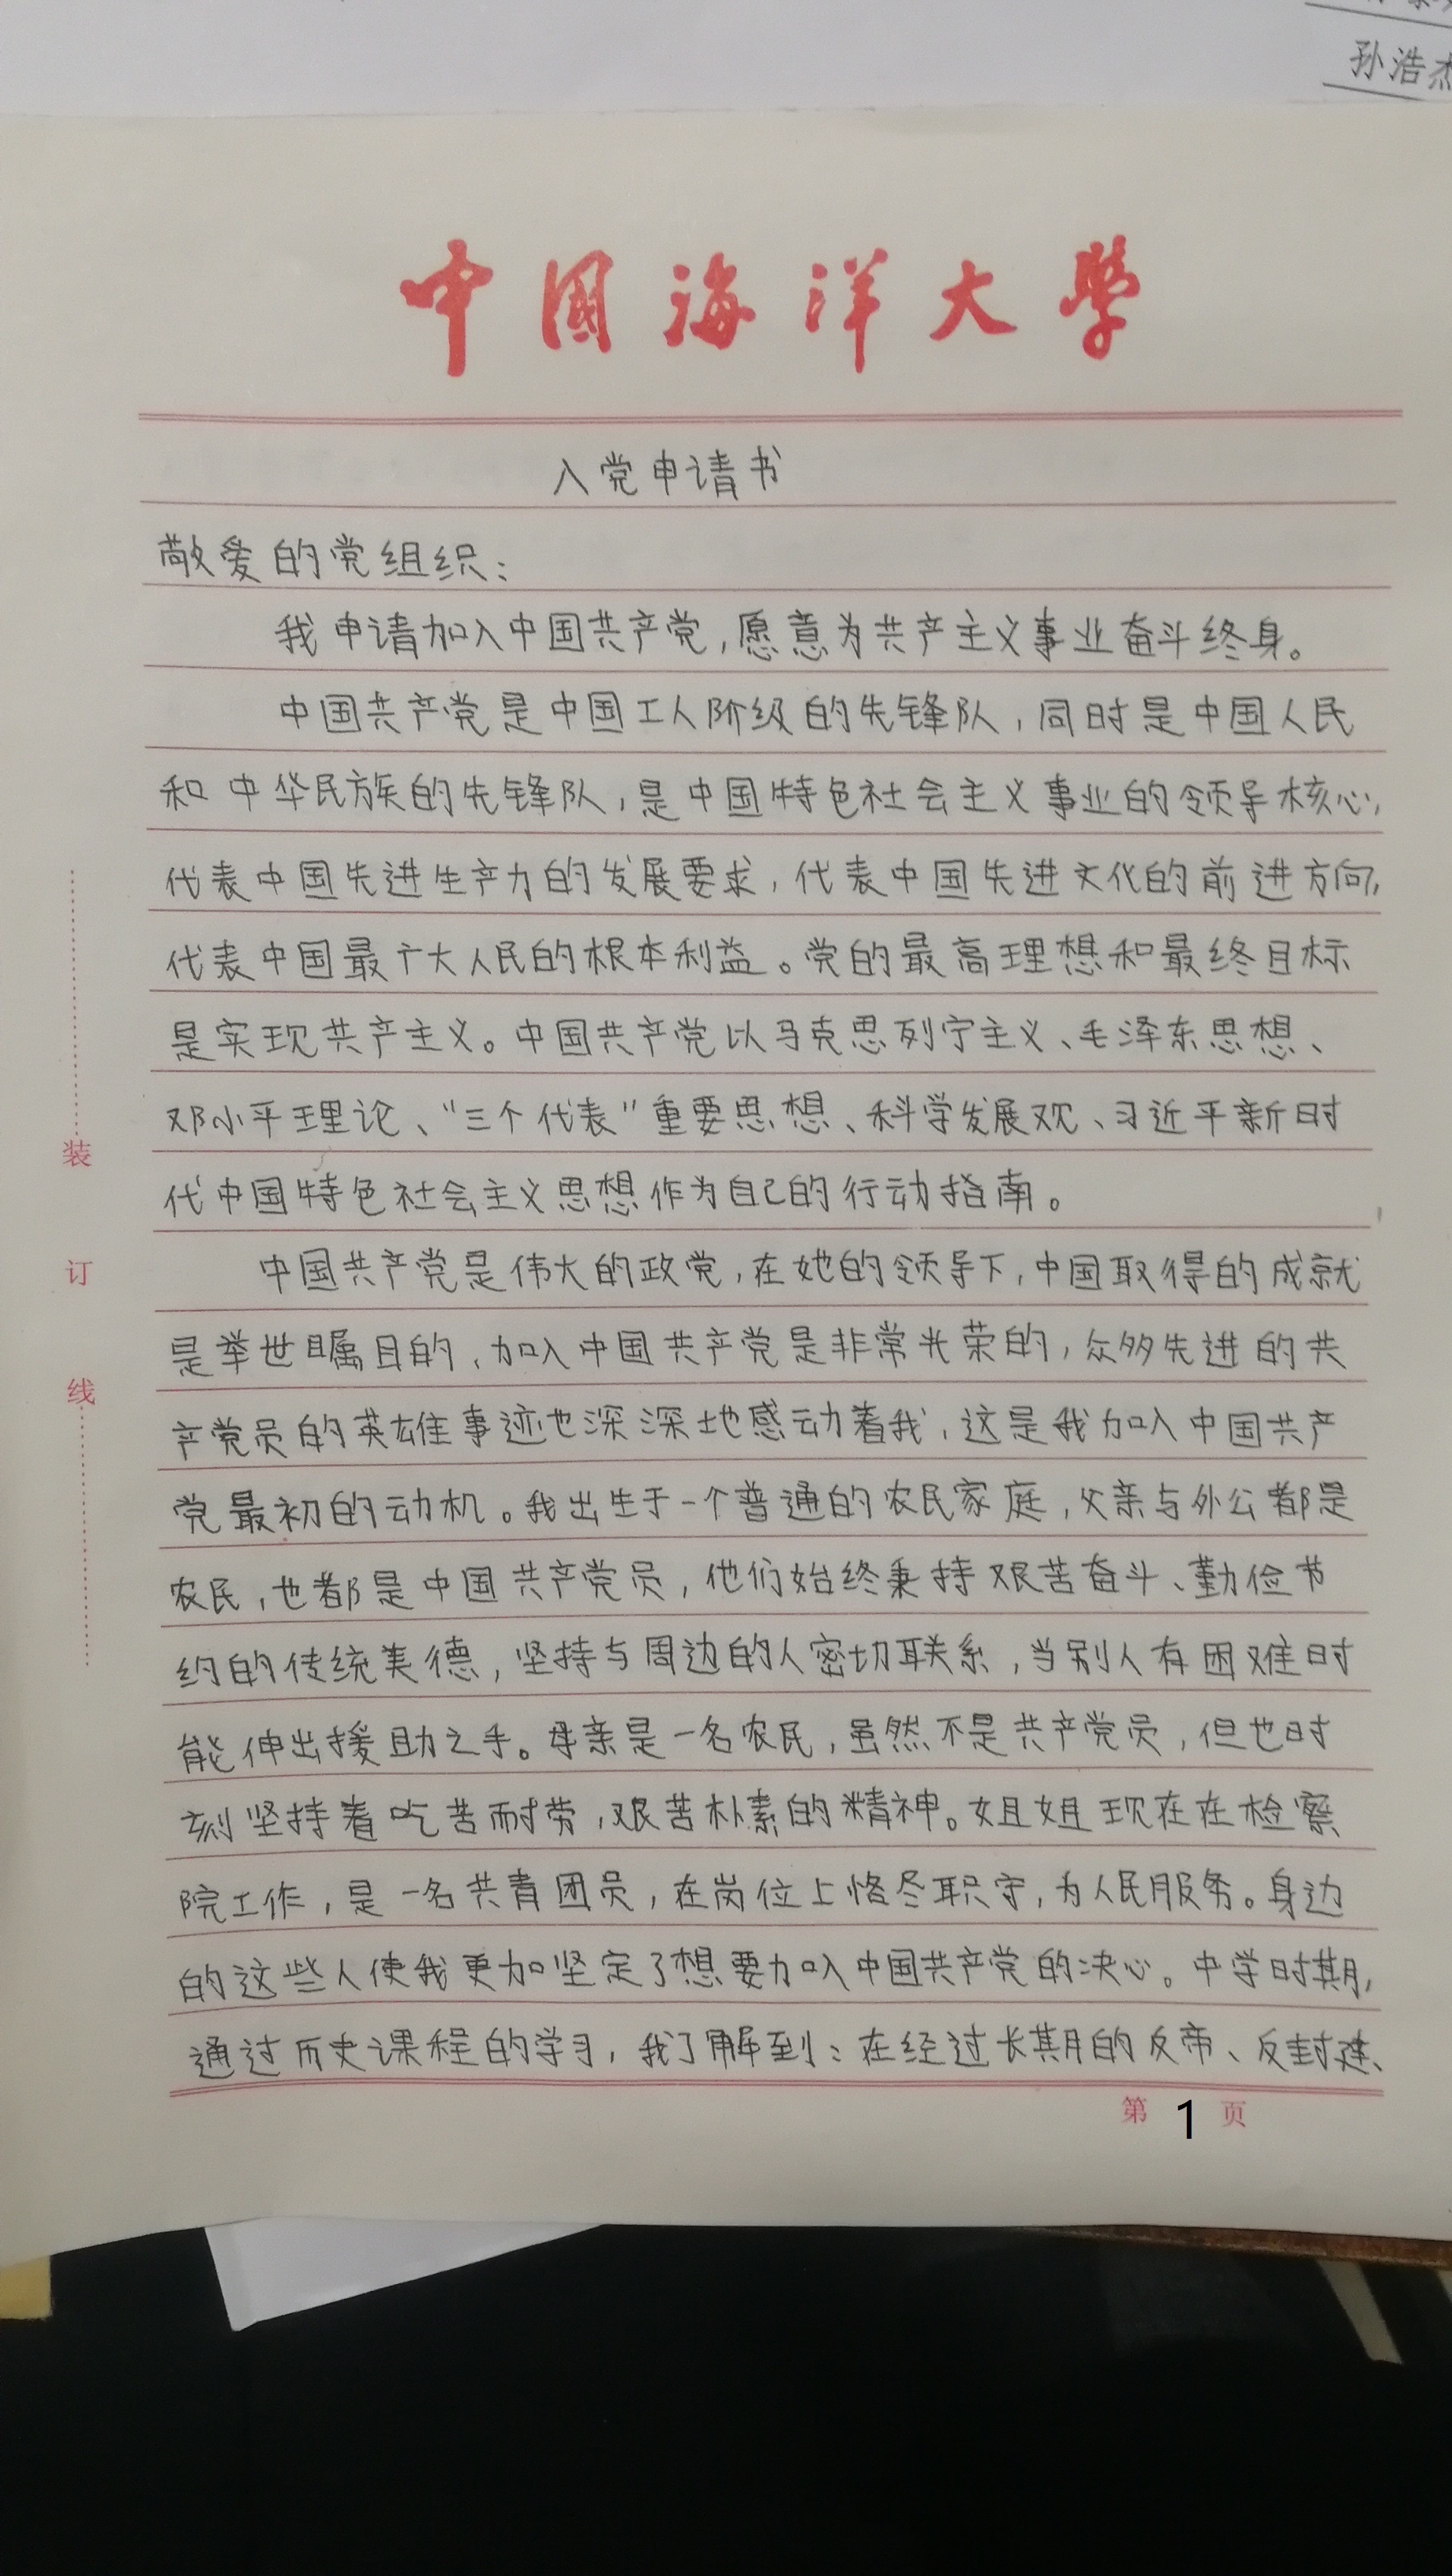 孙浩杰
中国海洋大学
入党申请书
敬爱的党组织：
我申请加入中国共产党，愿意为共产主义事业奋斗终身。
中国共产党是中国工人阶级的先锋队，同时是中国人民
和中华民族的先锋队，是中国特色社会主义事业的领导核心，
代表中国先进生产力的发展要求，代表中国先进文化的前进方向，
代表中国最广大人民的根本利益。党的最高理想和最终目标
是实现共产主义。中国共产党以马克思列宁主义、毛泽东思想、
邓小平理论、“三个代表”重要思想、科学发展观、习近平新时
代中国特色社会主义思想作为自己的行动指南。
中国共产党是伟大的政党，在她的领导下，中国取得的成就
是举世瞩目的，加入中国共产党是非常光荣的，众多先进的共
产党员的英雄事迹也深深地感动着我，这是我加入中国共产
党最初的动机。我出生于一个普通的农民家庭，父亲与外公都是
农民，也都是中国共产党员，他们始终秉持艰苦奋斗、勤俭节
约的传统美德，坚持与周边的人密切联系，当别人有困难时
能伸出援助之手。母亲是一名农民，虽然不是共产党员，但也时
刻坚持着吃苦耐劳，艰苦朴素的精神。姐姐现在在检察
院工作，是一名共青团员，在岗位上恪尽职守，为人民服务。身边
的这些人使我更加坚定了想要加入中国共产党的决心。中学时期，
通过历史课程的学习，我了解到：在经过长期的反帝、反封建、
装
订
线
第 1 页